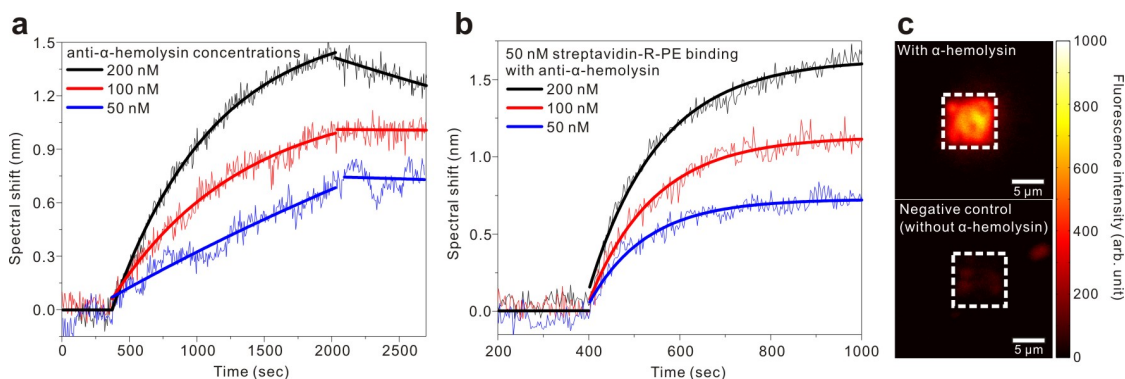 a
anti-α-hemolysin concentrations
200 nM
100 nM
50 nM
Spectral shift (nm)
1.5
1.2
0.9
0.6
0.3
0.0
0
500
1000
1500
2000
2500
Time (sec)
b
50 nM streptavidin-R-PE binding
with anti-α-hemolysin
200 nM
100 nM
50 nM
Spectral shift (nm)
1.5
1.0
0.5
0.0
200
400
600
800
1000
Time (sec)
c
With α-hemolysin
5 µm
Negative control
(without α-hemolysin)
5 µm
1000
800
600
400
200
0
Fluorescence intensity (arb. unit)